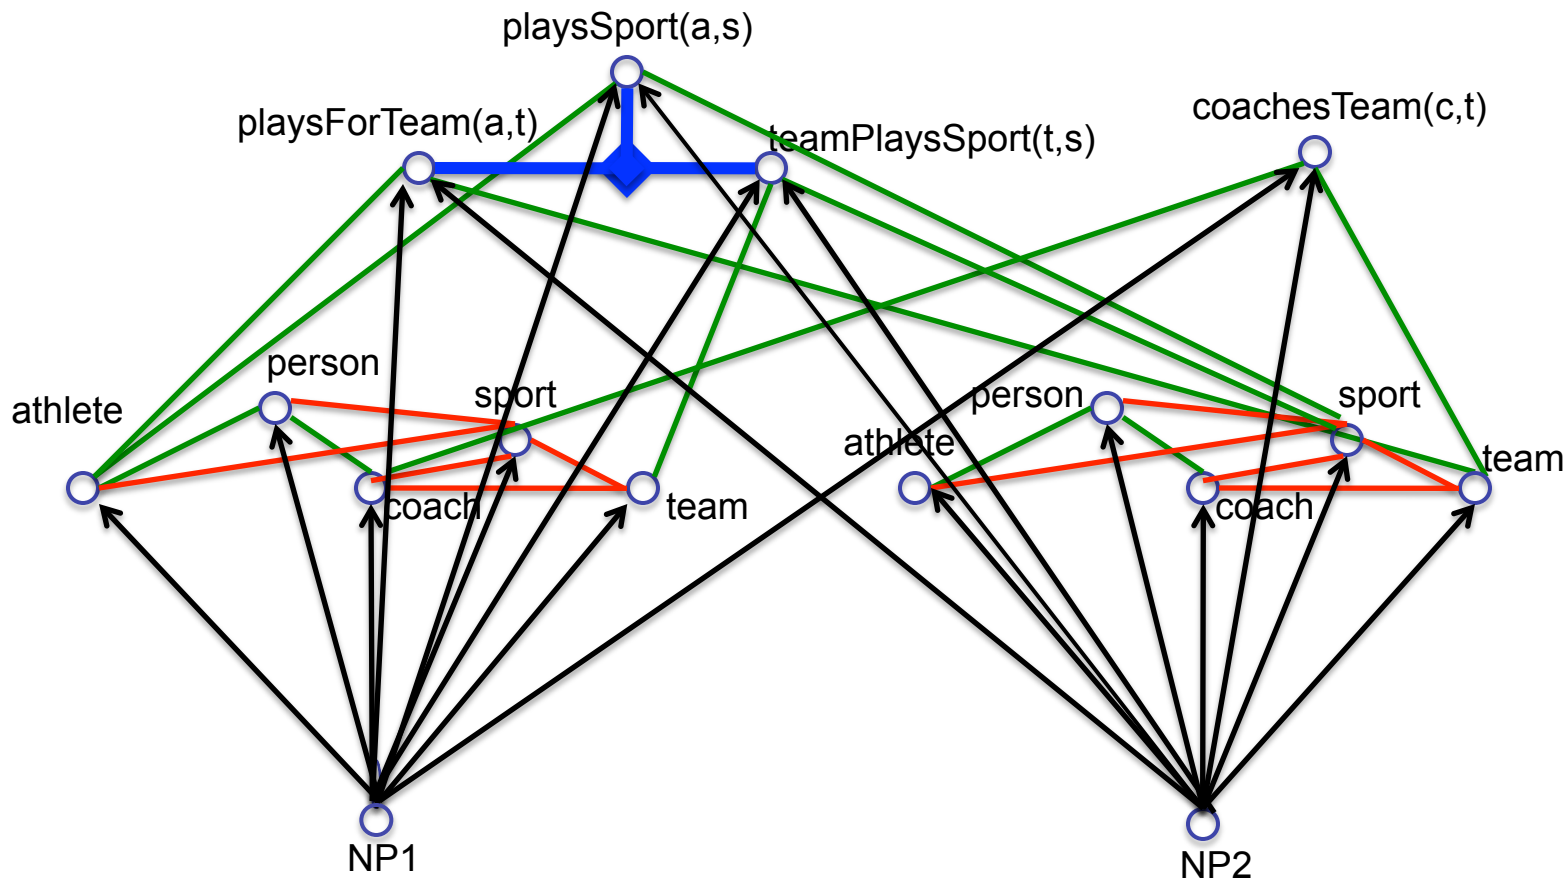 playsSport(a,s)
playsForTeam(a,t)
teamPlaysSport(t,s)
coachesTeam(c,t)
person
sport
athlete
coach
team
person
sport
athlete
team
coach
NP1
NP2